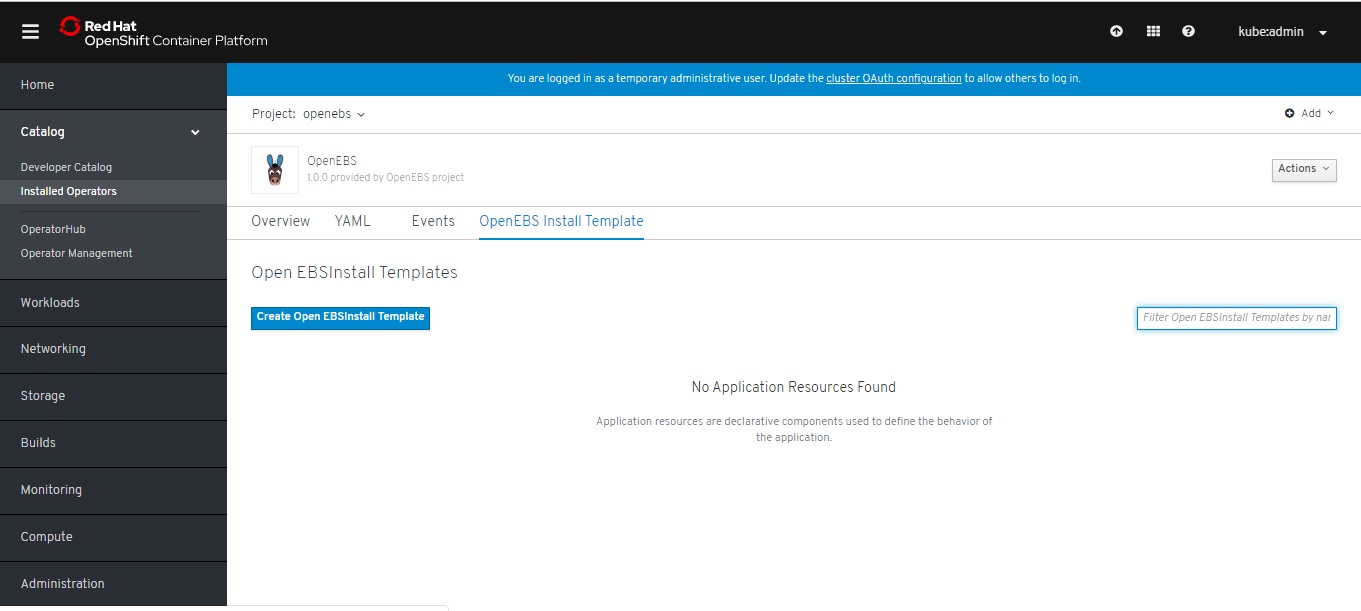 Red Hat
OpenShift Container Platform
kube:admin
Home
Catalog
Developer Catalog
Installed Operators
OperatorHub
Operator Management
Workloads
Networking
Storage
Builds
Monitoring
Compute
Administration
You are logged in as a temporary administrative user. Update the cluster OAuth configuration to allow others to log in.
Project: openebs
Add
OpenEBS
1.0.0 provided by OpenEBS project
Actions
Overview YAML Events OpenEBS Install Template
Open EBSInstall Templates
Create Open EBSInstall Template
Filter Open EBSInstall Templates by nar
No Application Resources Found
Application resources are declarative components used to define the behavior of
the application.